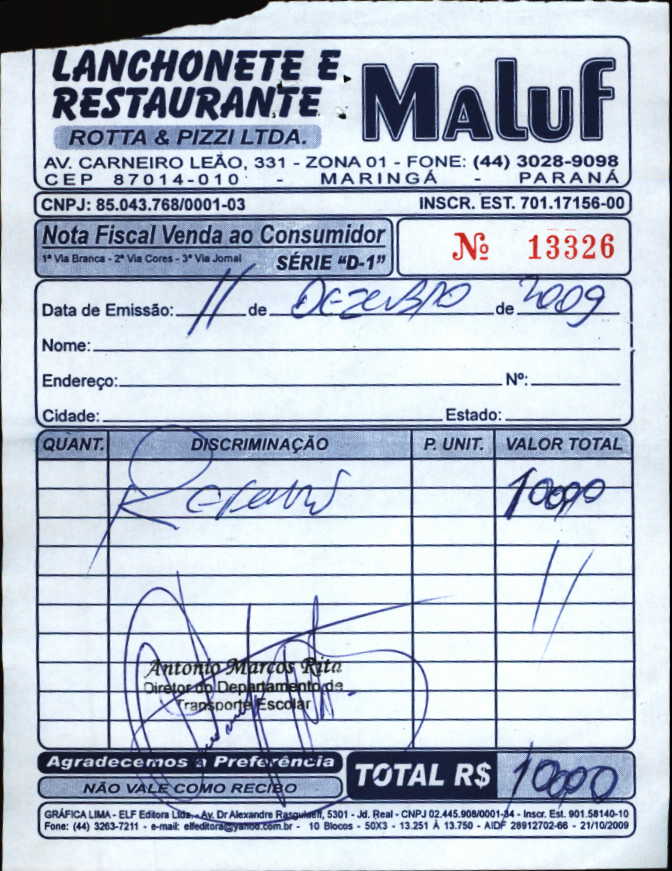 LANCHONETE E
RESTAURANTE
MALUF
ROTTA & PIZZI LTDA.
AV. CARNEIRO LEÃO, 331 - ZONA 01 - FONE: (44) 3028-9098
CEP 87014-010 - MARINGÁ - PARANÁ
CNPJ: 85.043.768/0001-03 INSCR. EST. 701.17156-00
Nota Fiscal Venda ao Consumidor
1ª Via Branca - 2ª Via Cores - 3ª Via Jornal SÉRIE "D-1"
Nº 13326
Data de Emissão: 11 de DEZEMBRO de 2009
Nome:
Endereço: Nº:
Cidade: Estado:
QUANT. DISCRIMINAÇÃO P. UNIT. VALOR TOTAL
Antonio Marcos Rita
Diretor do Departamento de
Transporte Escolar
Agradecemos a Preferência
NÃO VALE COMO RECIBO
TOTAL R$
GRÁFICA LIMA - ELF Editora Ltda. - Av. Dr Alexandre Rasgulaeff, 5301 - Jd. Real - CNPJ 02.445.908/0001-84 - Inscr. Est. 901.58140-10
Fone: (44) 3263-7211 - e-mail: elfeditora@yahoo.com.br - 10 Blocos - 50X3 - 13.251 À 13.750 - AIDF 28912702-66 - 21/10/2009